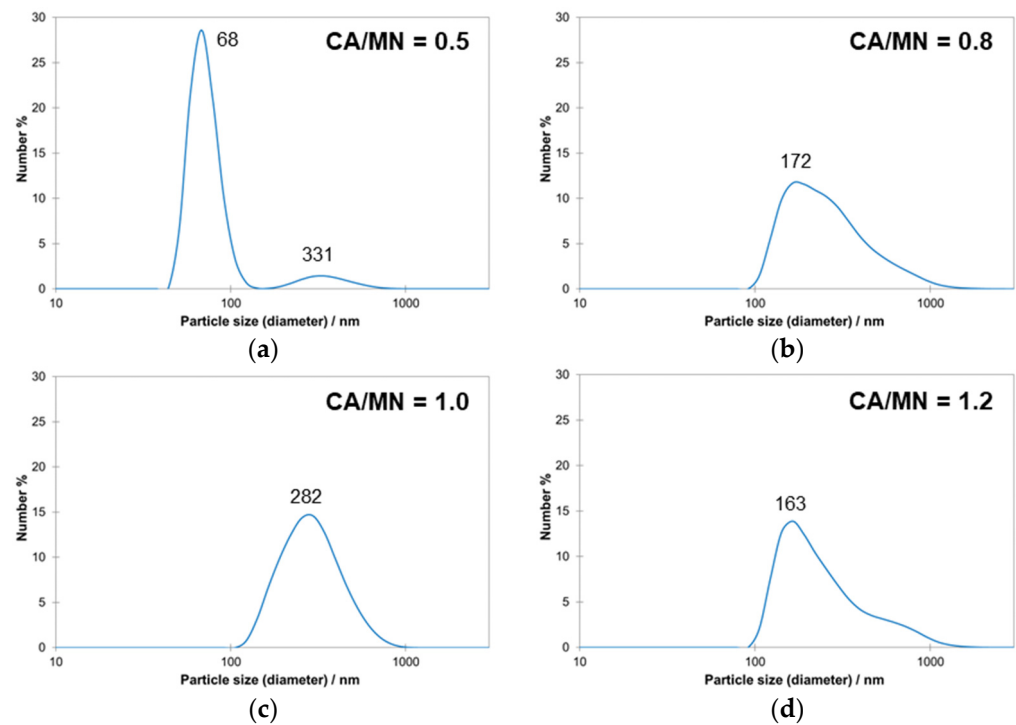 CA/MN = 0.5
68
331
30
25
20
15
10
5
0
Number %
10
100
1000
Particle size (diameter) / nm
(a)
CA/MN = 0.8
172
30
25
20
15
10
5
0
Number %
10
100
1000
Particle size (diameter) / nm
(b)
CA/MN = 1.0
282
30
25
20
15
10
5
0
Number %
10
100
1000
Particle size (diameter) / nm
(c)
CA/MN = 1.2
163
30
25
20
15
10
5
0
Number %
10
100
1000
Particle size (diameter) / nm
(d)